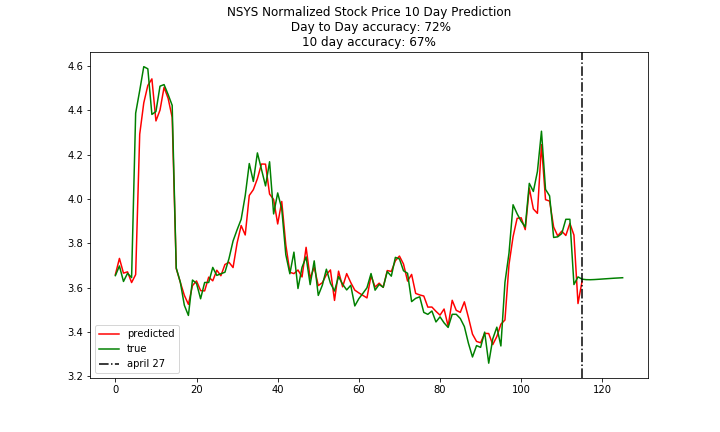 NSYS Normalized Stock Price 10 Day Prediction
Day to Day accuracy: 72%
10 day accuracy: 67%
4.6
4.4
4.2
4.0
3.8
3.6
3.4
3.2
predicted
true
april 27
0 20 40 60 80 100 120